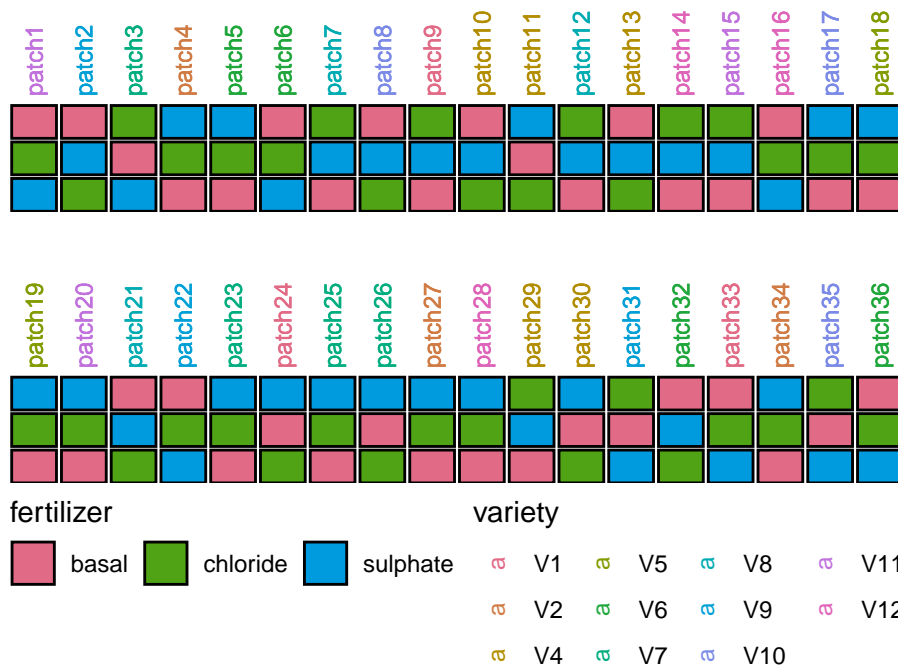 patch1 patch2 patch3 patch4 patch5 patch6 patch7 patch8 patch9 patch10 patch11 patch12 patch13 patch14 patch15 patch16 patch17 patch18
patch19 patch20 patch21 patch22 patch23 patch24 patch25 patch26 patch27 patch28 patch29 patch30 patch31 patch32 patch33 patch34 patch35 patch36
fertilizer
basal chloride sulphate
variety
a V1 a V5 a V8 a V11
a V2 a V6 a V9 a V12
a V4 a V7 a V10